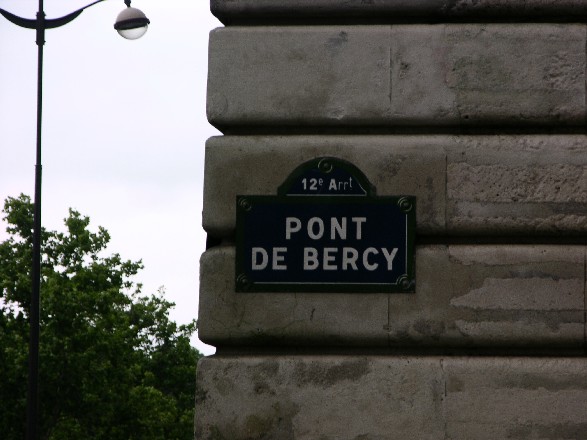 12e Arrt
PONT
DE BERCY